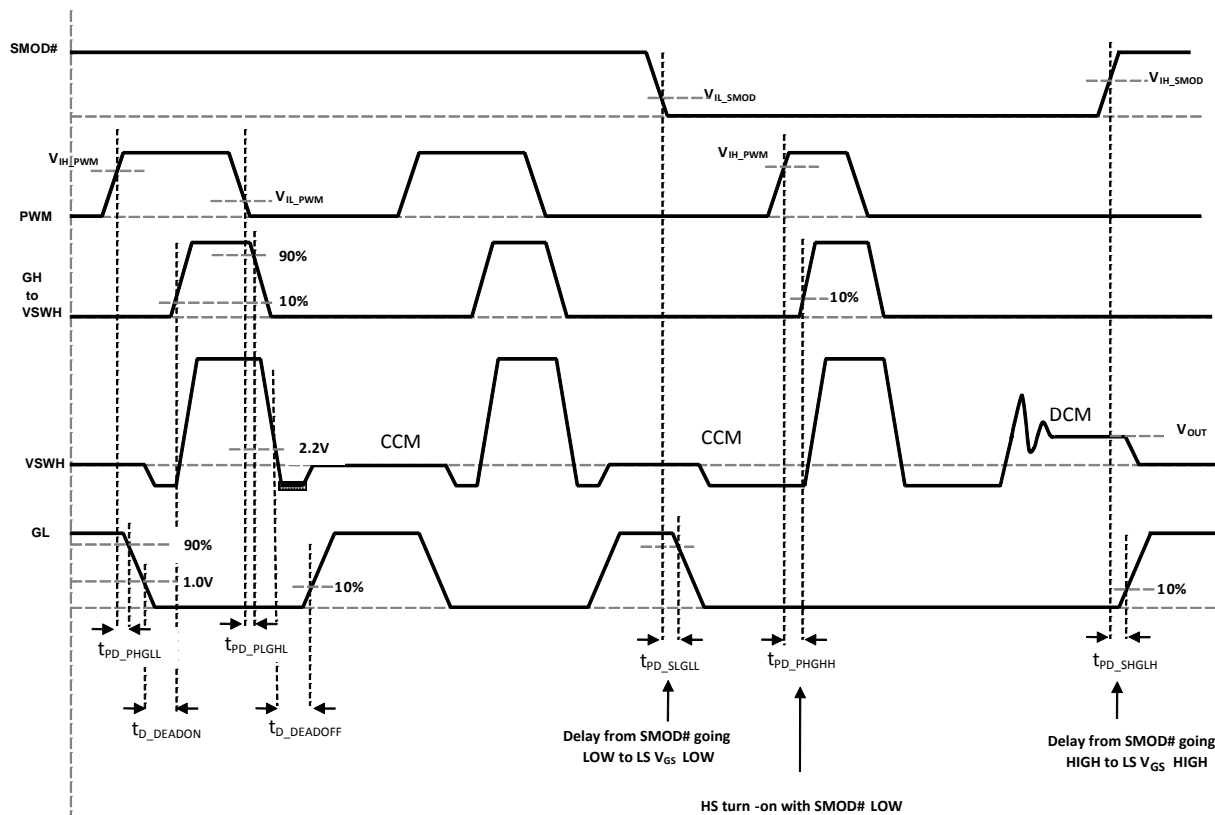 SMOD#
V_IL_SMOD
V_IH_SMOD
V_IH_PWM
V_IH_PWM
V_IL_PWM
PWM
90%
GH
to
VSWH
10%
10%
CCM
CCM
DCM
V_OUT
2.2V
VSWH
GL
90%
1.0V
10%
10%
t_PD_PHGLL
t_PD_PLGHL
t_PD_SLGLL
t_PD_PHGHH
t_PD_SHGLH
t_D_DEADON
t_D_DEADOFF
Delay from SMOD# going
LOW to LS V_GS LOW
Delay from SMOD# going
HIGH to LS V_GS HIGH
HS turn -on with SMOD# LOW